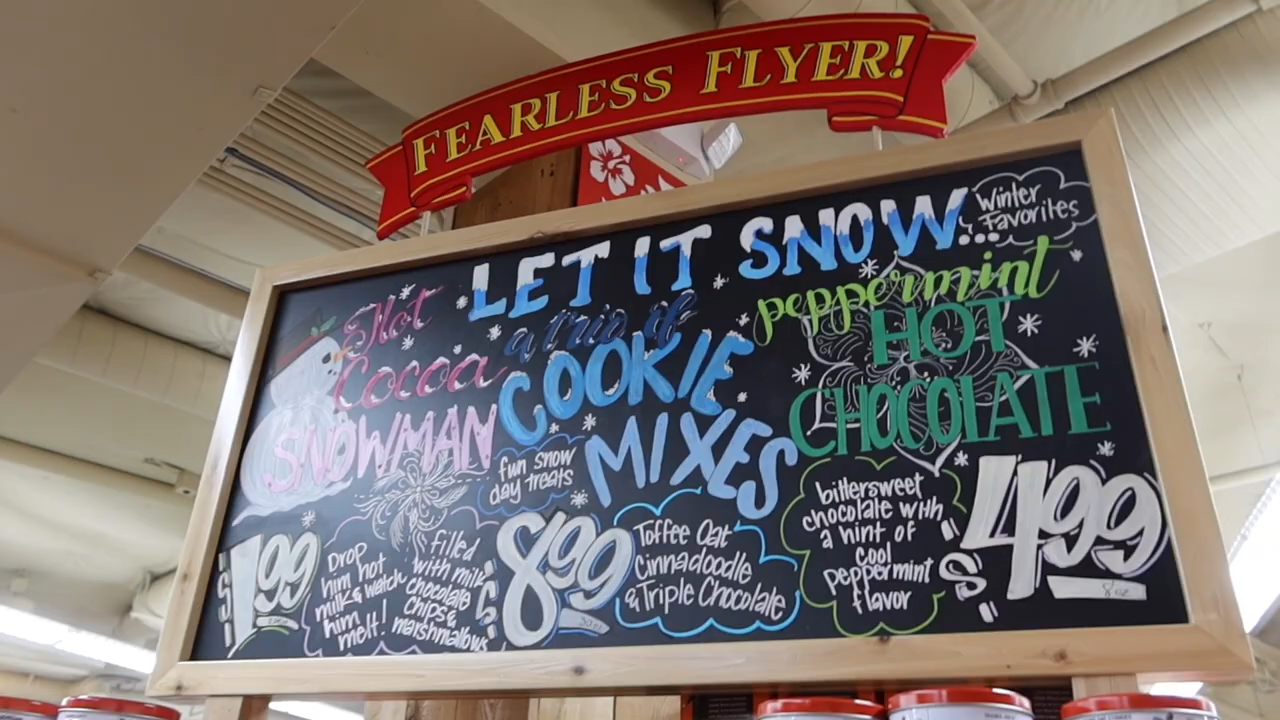 FEARLESS FLYER!
LET IT SNOW...
Winter
Favorites
Hot
Cocoa
SNOWMAN
$1.99
Drop
him hot
milk & watch
him
melt!
filled
with milk
chocolate
chips &
marshmallows
a trio of
COOKIE
MIXES
fun snow
day treats
$8.99
Toffee Oat
Cinnadoodle
& Triple Chocolate
peppermint
HOT
CHOCOLATE
bittersweet
chocolate with
a hint of
cool
peppermint
flavor
$4.99
8 oz